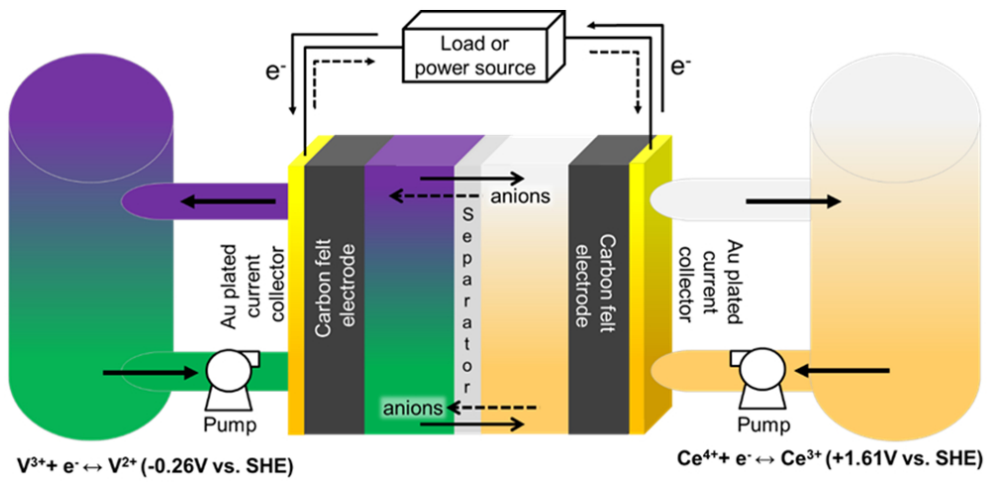 Load or
power source
e⁻
e⁻
anions
Separator
Au plated
current
collector
Carbon felt
electrode
Carbon felt
electrode
Au plated
current
collector
anions
Pump
Pump
V³⁺+ e⁻ ↔ V²⁺ (-0.26V vs. SHE)
Ce⁴⁺+ e⁻ ↔ Ce³⁺ (+1.61V vs. SHE)